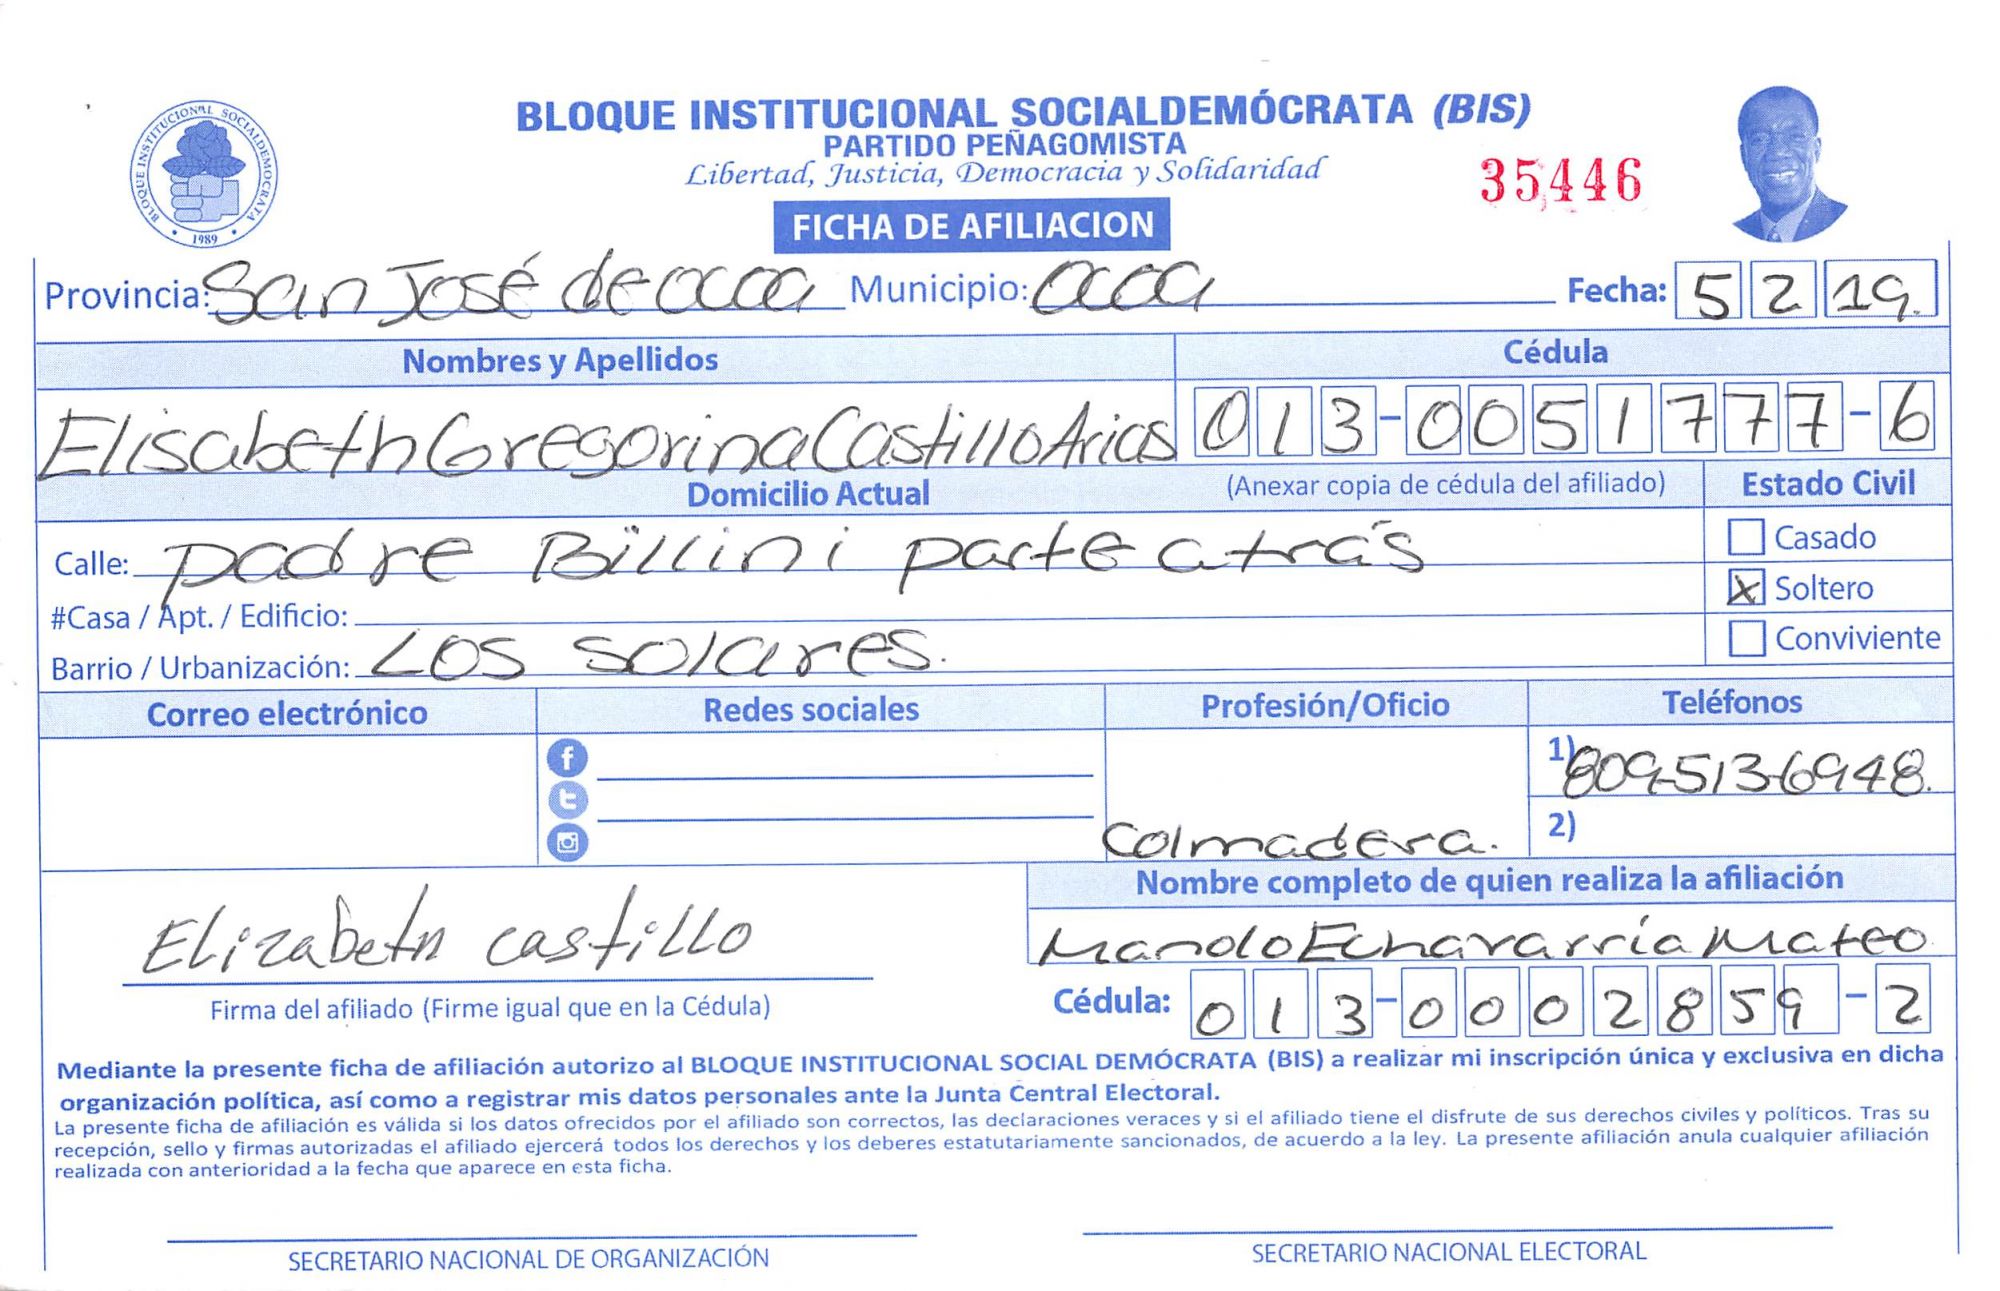 BLOQUE INSTITUCIONAL SOCIALDEMÓCRATA (BIS)
PARTIDO PEÑAGOMISTA
Libertad, Justicia, Democracia y Solidaridad
35446
BLOQUE INSTITUCIONAL SOCIALDEMOCRATA
1989
FICHA DE AFILIACION
Provincia: San José de ocoa Municipio: ocoa Fecha: 5 2 19.
Nombres y Apellidos Cédula
Elisabeth Gregorina Castillo Arias 013-0051777-6
Domicilio Actual (Anexar copia de cédula del afiliado) Estado Civil
Calle: padre Billini parte atrás Casado
#Casa / Apt. / Edificio: X Soltero
Barrio / Urbanización: Los solares. Conviviente
Correo electrónico Redes sociales Profesión/Oficio Teléfonos
1) 809-513-6948.
Colmadera. 2)
Nombre completo de quien realiza la afiliación
Elizabeth castillo Manolo Echavarría Mateo
Firma del afiliado (Firme igual que en la Cédula) Cédula: 013-0002859-2
Mediante la presente ficha de afiliación autorizo al BLOQUE INSTITUCIONAL SOCIAL DEMÓCRATA (BIS) a realizar mi inscripción única y exclusiva en dicha
organización política, así como a registrar mis datos personales ante la Junta Central Electoral.
La presente ficha de afiliación es válida si los datos ofrecidos por el afiliado son correctos, las declaraciones veraces y si el afiliado tiene el disfrute de sus derechos civiles y políticos. Tras su
recepción, sello y firmas autorizadas el afiliado ejercerá todos los derechos y los deberes estatutariamente sancionados, de acuerdo a la ley. La presente afiliación anula cualquier afiliación
realizada con anterioridad a la fecha que aparece en esta ficha.
SECRETARIO NACIONAL DE ORGANIZACIÓN SECRETARIO NACIONAL ELECTORAL